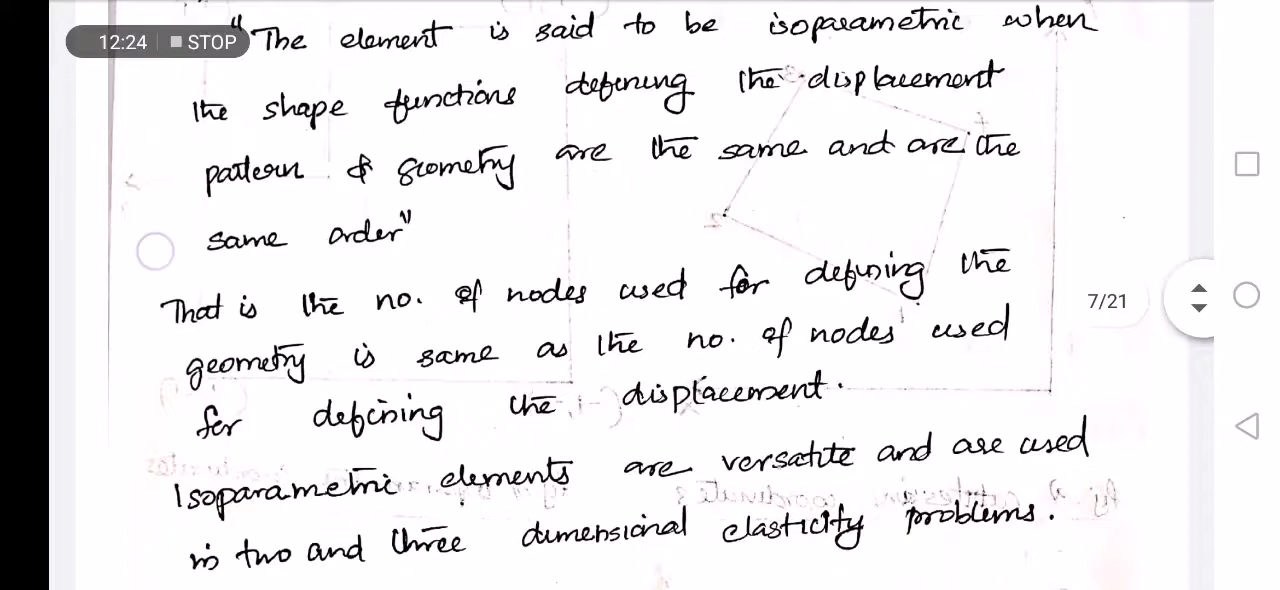 12:24 STOP
"The element is said to be isoparametric when
the shape functions defining the displacement
pattern & geometry are the same and are the
same order"
That is the no. of nodes used for defining the
geometry is same as the no. of nodes used
for defining the displacement.
7/21
Isoparametric elements are versatite and are used
in two and three dimensional elasticity problems.